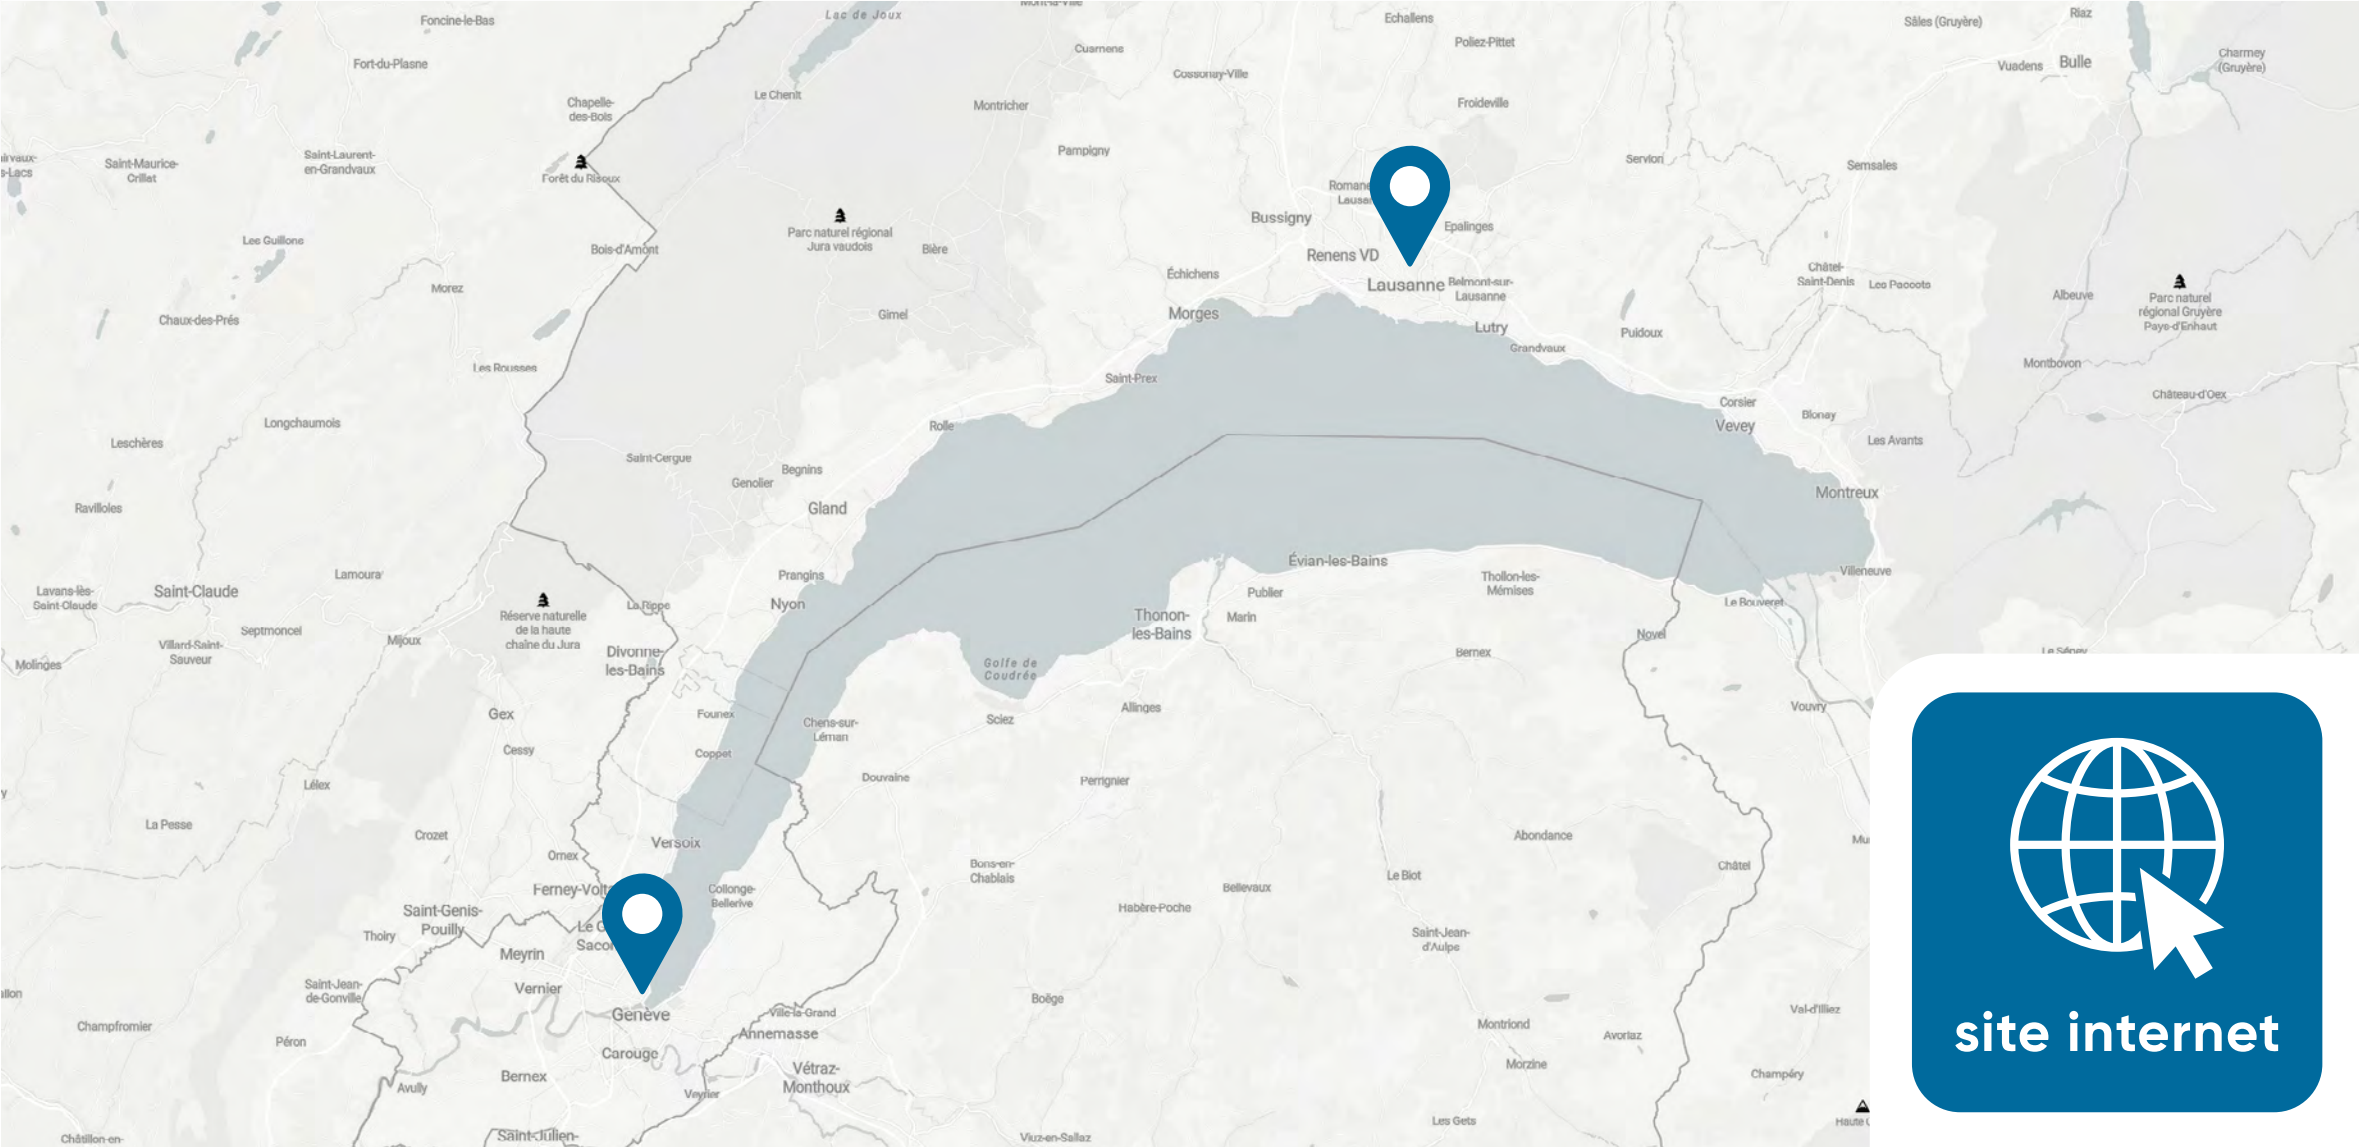 Lac de Joux
Foncine-le-Bas
Echallens
Sâles (Gruyère)
Riaz
Fort-du-Plasne
Cuarnens
Poliez-Pittet
Cossonay-Ville
Vuadens
Bulle
Charmey
(Gruyère)
Le Chenit
Chapelle-
des-Bois
Montricher
Froideville
Pampigny
Saint-Maurice-
Crillat
Saint-Laurent-
en-Grandvaux
Forêt du Risoux
Servion
Semsales
Romane
Bussigny
Epalinges
Parc naturel régional
Jura vaudois
Les Guillons
Bois-d'Amont
Bière
Renens VD
Échichens
Lausanne
Belmont-sur-
Lausanne
Châtel-
Saint-Denis
Les Paccots
Albeuve
Parc naturel
régional Gruyère
Pays-d'Enhaut
Morez
Chaux-des-Prés
Gimel
Morges
Lutry
Puidoux
Grandvaux
Les Rousses
Montbovon
Saint-Prex
Château-d'Oex
Corsier
Blonay
Vevey
Longchaumois
Rolle
Leschères
Les Avants
Saint-Cergue
Begnins
Genolier
Montreux
Ravilloles
Gland
Évian-les-Bains
Villeneuve
Lamoura
Prangins
Thollon-les-
Mémises
Lavans-lès-
Saint-Claude
Saint-Claude
Publier
Nyon
La Rippe
Le Bouveret
Réserve naturelle
de la haute
chaîne du Jura
Thonon-
les-Bains
Marin
Septmoncel
Mijoux
Novel
Villard-Saint-
Sauveur
Divonne-
les-Bains
Bernex
Molinges
Golfe de
Coudrée
Gex
Founex
Chens-sur-
Léman
Sciez
Allinges
Vouvry
Cessy
Coppet
Douvaine
Perrignier
Lélex
La Pesse
Crozet
Versoix
Abondance
Ornex
Bons-en-
Chablais
Châtel
Le Biot
Ferney-Volta
Collonge-
Bellerive
Bellevaux
Habère-Poche
Saint-Genis-
Pouilly
Thoiry
Saint-Jean-
d'Aulps
Meyrin
Saint-Jean-
de-Gonville
Vernier
Boëge
Genève
Ville-la-Grand
Val-d'Illiez
Champfromier
Montriond
Annemasse
Avoriaz
Péron
Carouge
Morzine
Bernex
Vétraz-
Monthoux
Champéry
Avully
Veyrier
Les Gets
Saint-Julien-
Viuz-en-Sallaz
Châtillon-en-
site internet